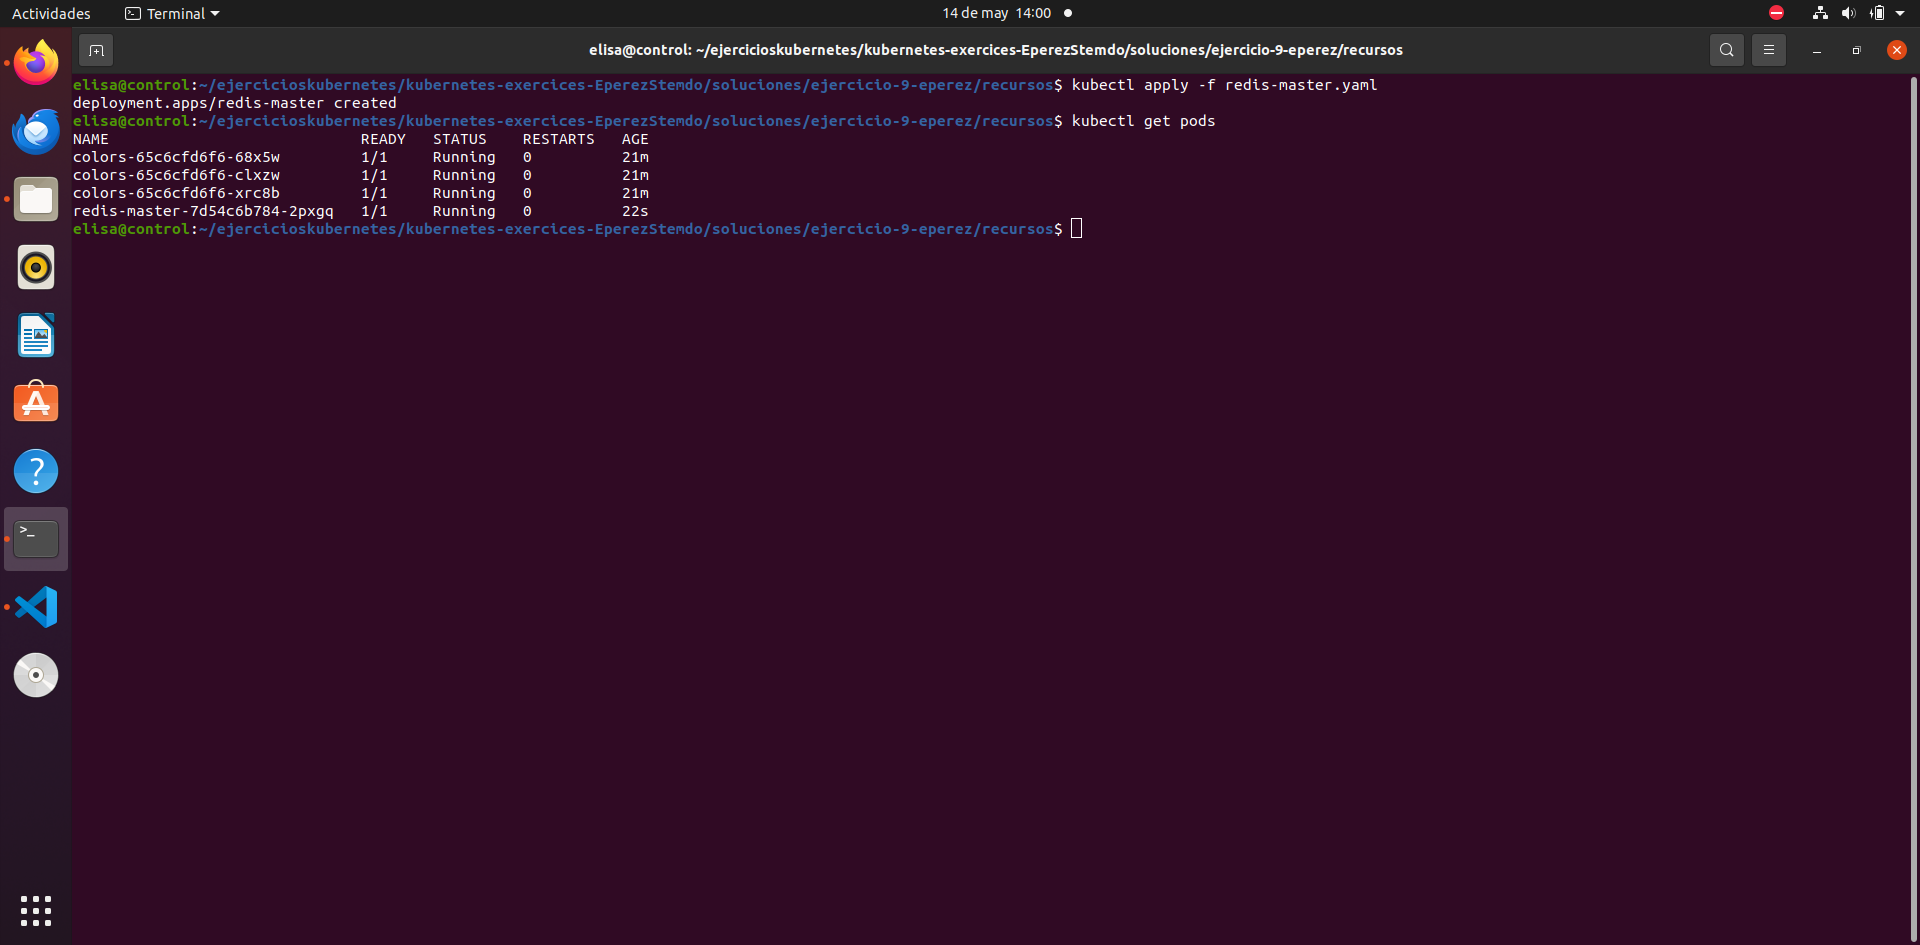 Actividades
Terminal
14 de may 14:00
elisa@control: ~/ejercicioskubernetes/kubernetes-exercices-EperezStemdo/soluciones/ejercicio-9-eperez/recursos
elisa@control:~/ejercicioskubernetes/kubernetes-exercices-EperezStemdo/soluciones/ejercicio-9-eperez/recursos$ kubectl apply -f redis-master.yaml
deployment.apps/redis-master created
elisa@control:~/ejercicioskubernetes/kubernetes-exercices-EperezStemdo/soluciones/ejercicio-9-eperez/recursos$ kubectl get pods
NAME                            READY   STATUS    RESTARTS   AGE
colors-65c6cfd6f6-68x5w         1/1     Running   0          21m
colors-65c6cfd6f6-clxzw         1/1     Running   0          21m
colors-65c6cfd6f6-xrc8b         1/1     Running   0          21m
redis-master-7d54c6b784-2pxgq   1/1     Running   0          22s
elisa@control:~/ejercicioskubernetes/kubernetes-exercices-EperezStemdo/soluciones/ejercicio-9-eperez/recursos$